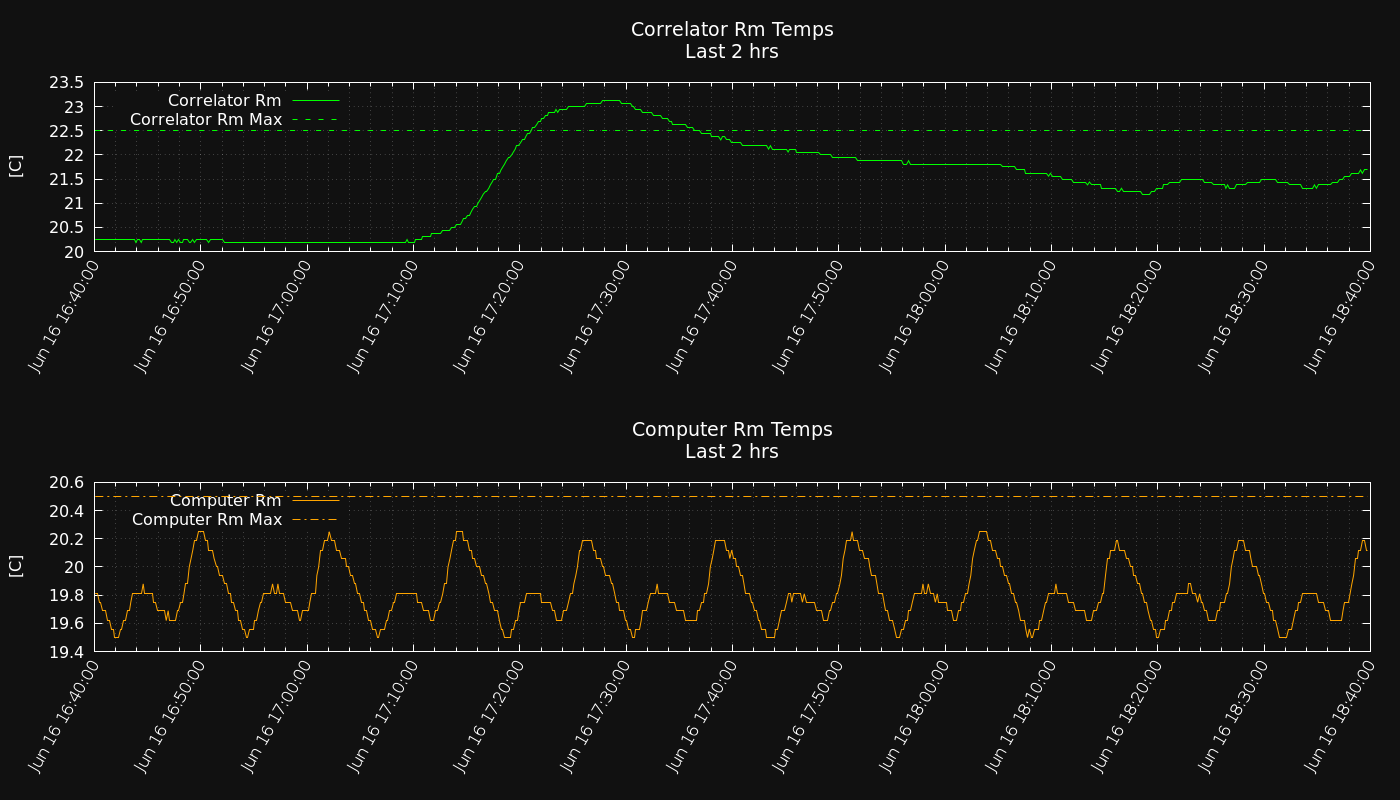 Correlator Rm Temps
Last 2 hrs
23.5
23
22.5
22
21.5
21
20.5
20
[C]
Correlator Rm
Correlator Rm Max
Jun 16 16:40:00
Jun 16 16:50:00
Jun 16 17:00:00
Jun 16 17:10:00
Jun 16 17:20:00
Jun 16 17:30:00
Jun 16 17:40:00
Jun 16 17:50:00
Jun 16 18:00:00
Jun 16 18:10:00
Jun 16 18:20:00
Jun 16 18:30:00
Jun 16 18:40:00
Computer Rm Temps
Last 2 hrs
20.6
20.4
20.2
20
19.8
19.6
19.4
[C]
Computer Rm
Computer Rm Max
Jun 16 16:40:00
Jun 16 16:50:00
Jun 16 17:00:00
Jun 16 17:10:00
Jun 16 17:20:00
Jun 16 17:30:00
Jun 16 17:40:00
Jun 16 17:50:00
Jun 16 18:00:00
Jun 16 18:10:00
Jun 16 18:20:00
Jun 16 18:30:00
Jun 16 18:40:00